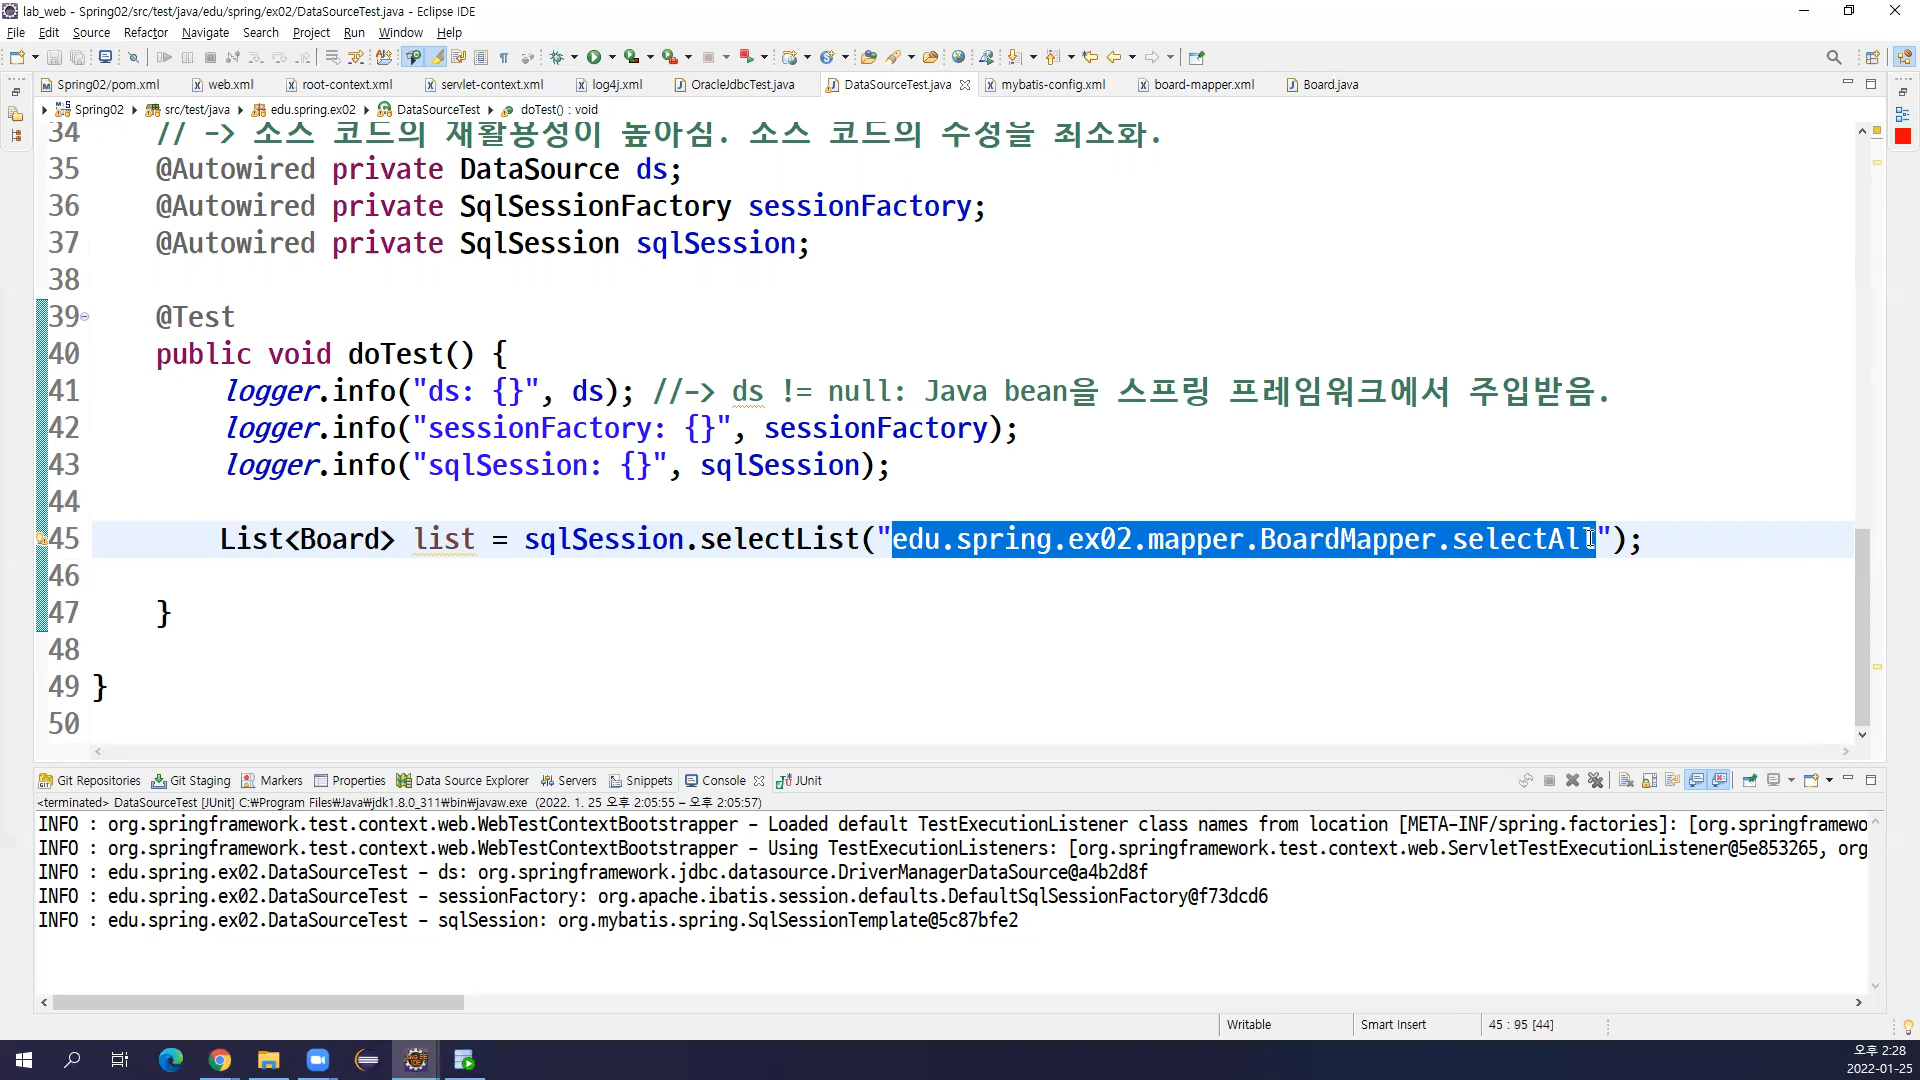 lab_web - Spring02/src/test/java/edu/spring/ex02/DataSourceTest.java - Eclipse IDE
File Edit Source Refactor Navigate Search Project Run Window Help
Spring02/pom.xml web.xml root-context.xml servlet-context.xml log4j.xml OracleJdbcTest.java DataSourceTest.java mybatis-config.xml board-mapper.xml Board.java
Spring02 src/test/java edu.spring.ex02 DataSourceTest doTest() : void
34 // -> 소스 코드의 재활용성이 높아짐. 소스 코드의 수정을 최소화.
35 @Autowired private DataSource ds;
36 @Autowired private SqlSessionFactory sessionFactory;
37 @Autowired private SqlSession sqlSession;
38
39 @Test
40 public void doTest() {
41 logger.info("ds: {}", ds); //-> ds != null: Java bean을 스프링 프레임워크에서 주입받음.
42 logger.info("sessionFactory: {}", sessionFactory);
43 logger.info("sqlSession: {}", sqlSession);
44
45 List<Board> list = sqlSession.selectList("edu.spring.ex02.mapper.BoardMapper.selectAll");
46
47 }
48
49 }
50
Git Repositories Git Staging Markers Properties Data Source Explorer Servers Snippets Console JUnit
<terminated> DataSourceTest [JUnit] C:₩Program Files₩Java₩jdk1.8.0_311₩bin₩javaw.exe (2022. 1. 25 오후 2:05:55 – 오후 2:05:57)
INFO : org.springframework.test.context.web.WebTestContextBootstrapper - Loaded default TestExecutionListener class names from location [META-INF/spring.factories]: [org.springframewo
INFO : org.springframework.test.context.web.WebTestContextBootstrapper - Using TestExecutionListeners: [org.springframework.test.context.web.ServletTestExecutionListener@5e853265, org
INFO : edu.spring.ex02.DataSourceTest - ds: org.springframework.jdbc.datasource.DriverManagerDataSource@a4b2d8f
INFO : edu.spring.ex02.DataSourceTest - sessionFactory: org.apache.ibatis.session.defaults.DefaultSqlSessionFactory@f73dcd6
INFO : edu.spring.ex02.DataSourceTest - sqlSession: org.mybatis.spring.SqlSessionTemplate@5c87bfe2
Writable Smart Insert 45 : 95 [44]
오후 2:28
2022-01-25